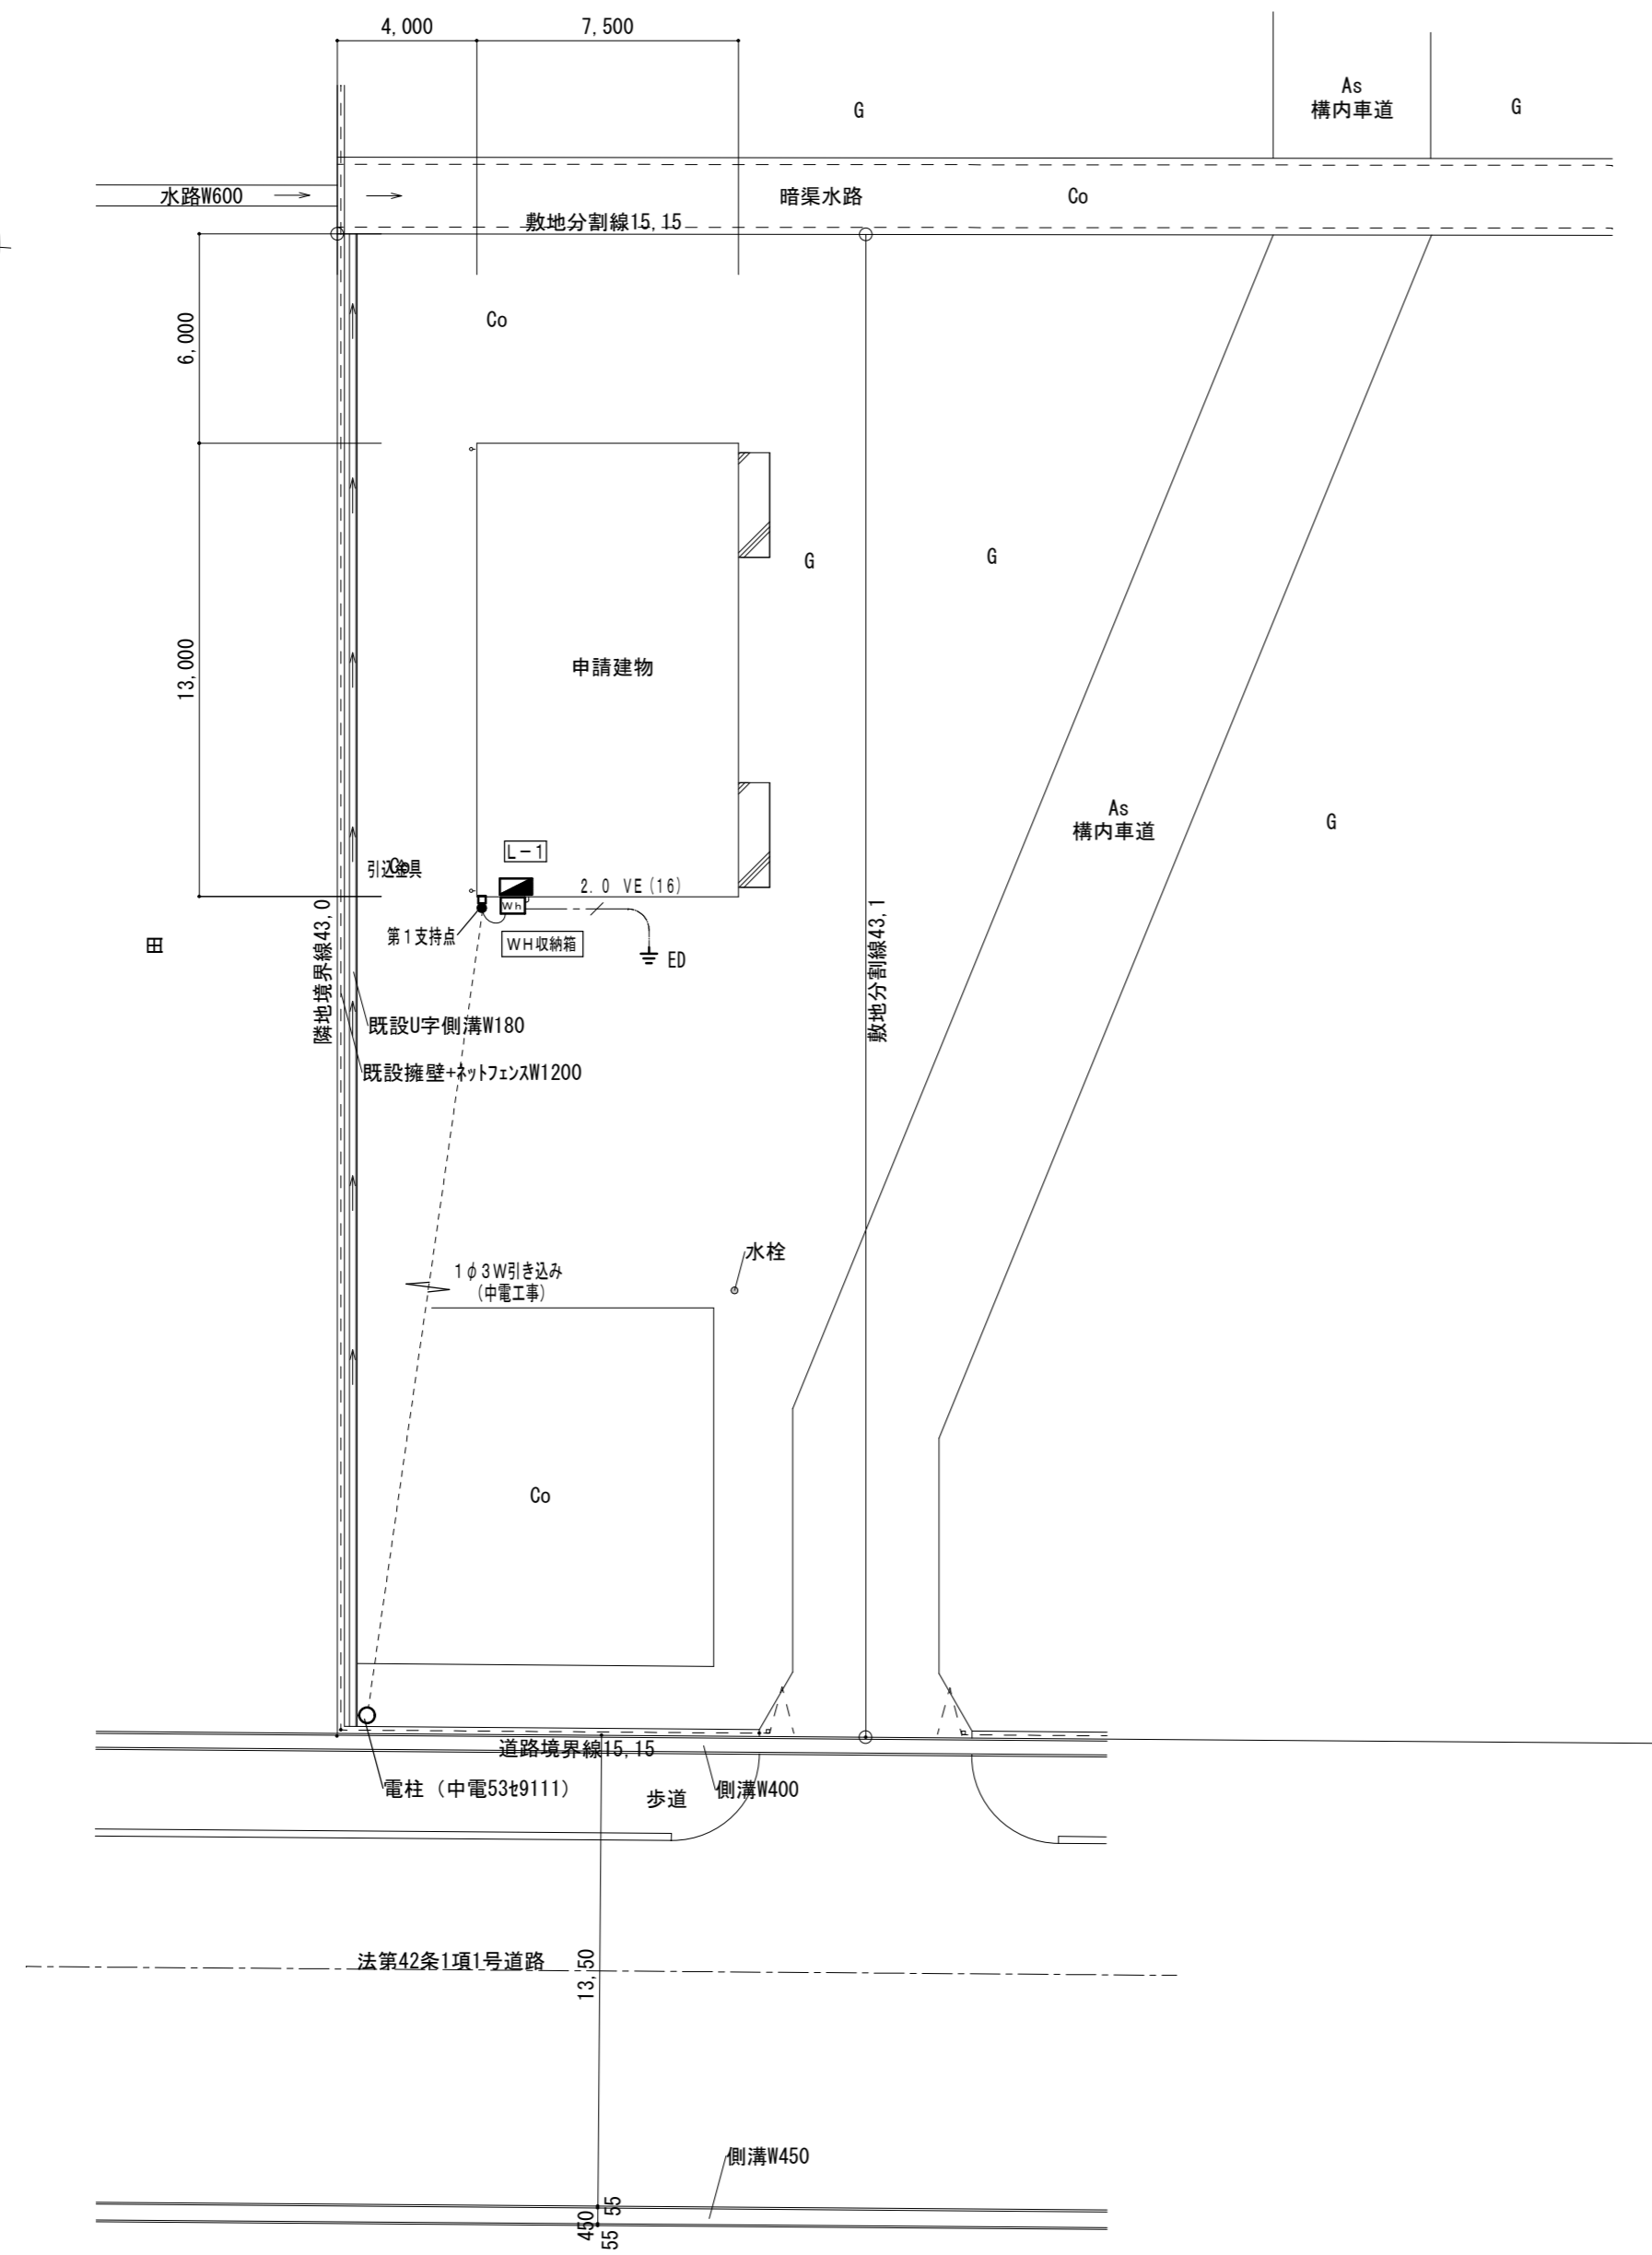 4,000
7,500
G
As
構内車道
G
水路W600
暗渠水路
Co
敷地分割線15,15
6,000
Co
13,000
申請建物
G
G
As
構内車道
G
L-1
引込金具
Co
2.0 VE(16)
Wh
第1支持点
WH収納箱
ED
田
隣地境界線43,0
敷地分割線43,1
既設U字側溝W180
既設擁壁+ネットフェンスW1200
水栓
1φ3W引き込み
(中電工事)
Co
道路境界線15,15
電柱（中電53セ9111）
歩道
側溝W400
法第42条1項1号道路
13,50
側溝W450
450
55
55